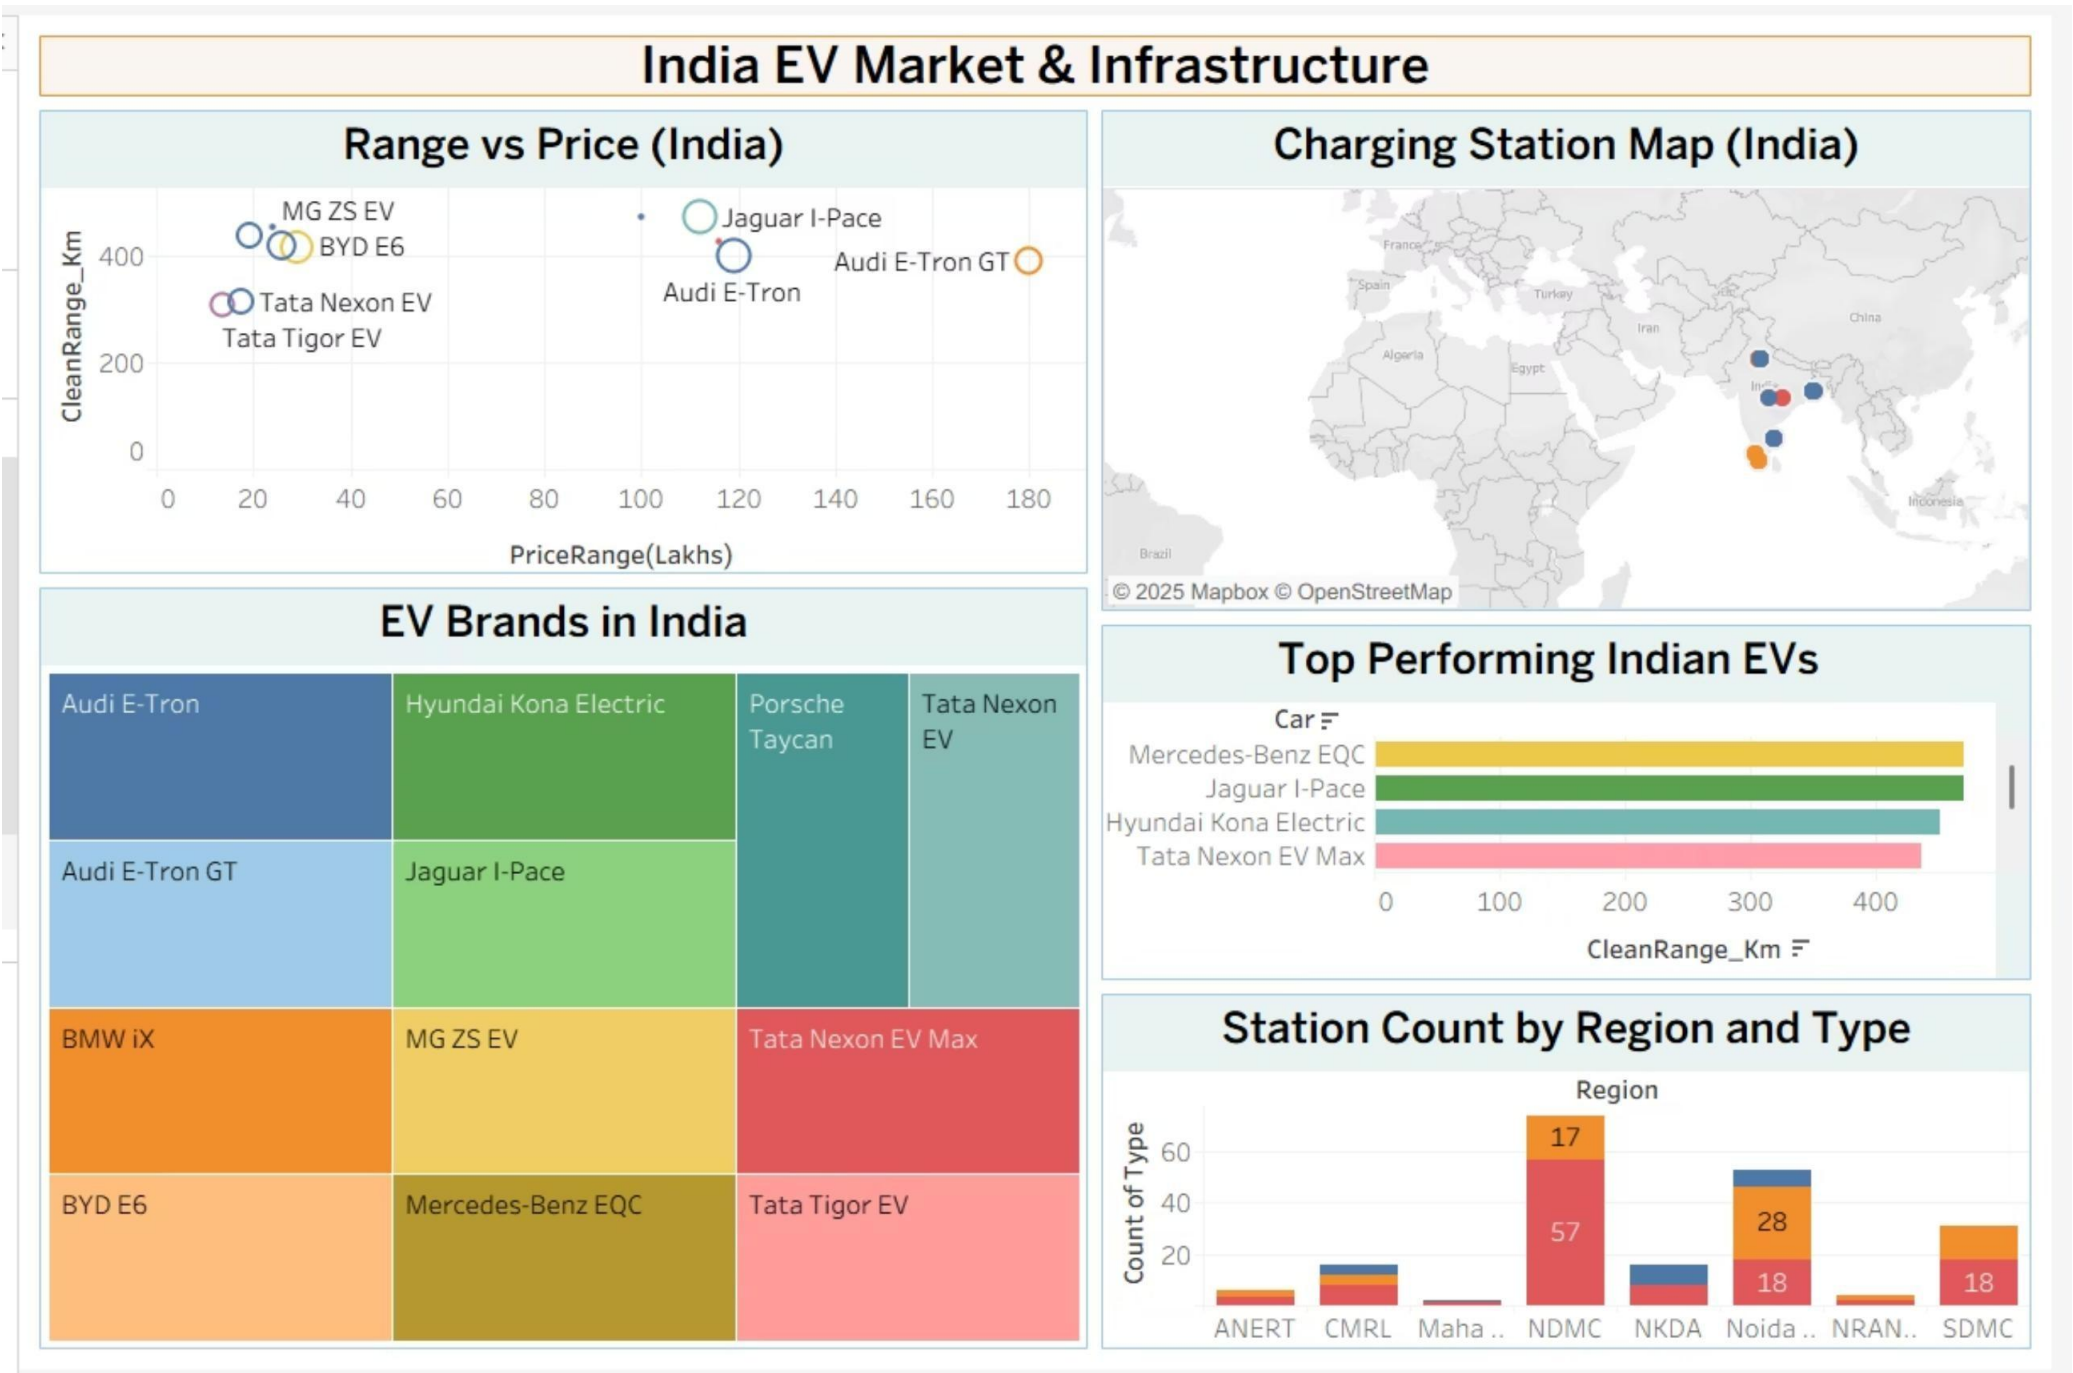 India EV Market & Infrastructure
Range vs Price (India)
CleanRange_Km
400
200
0
MG ZS EV
BYD E6
Tata Nexon EV
Tata Tigor EV
Jaguar I-Pace
Audi E-Tron
Audi E-Tron GT
0 20 40 60 80 100 120 140 160 180
PriceRange(Lakhs)
Charging Station Map (India)
France
Spain
Turkey
Iran
China
Algeria
Egypt
Indonesia
Brazil
© 2025 Mapbox © OpenStreetMap
EV Brands in India
Audi E-Tron
Audi E-Tron GT
BMW iX
BYD E6
Hyundai Kona Electric
Jaguar I-Pace
MG ZS EV
Mercedes-Benz EQC
Porsche
Taycan
Tata Nexon
EV
Tata Nexon EV Max
Tata Tigor EV
Top Performing Indian EVs
Car
Mercedes-Benz EQC
Jaguar I-Pace
Hyundai Kona Electric
Tata Nexon EV Max
0 100 200 300 400
CleanRange_Km
Station Count by Region and Type
Region
Count of Type
60
40
20
17
57
28
18
18
ANERT CMRL Maha .. NDMC NKDA Noida .. NRAN.. SDMC